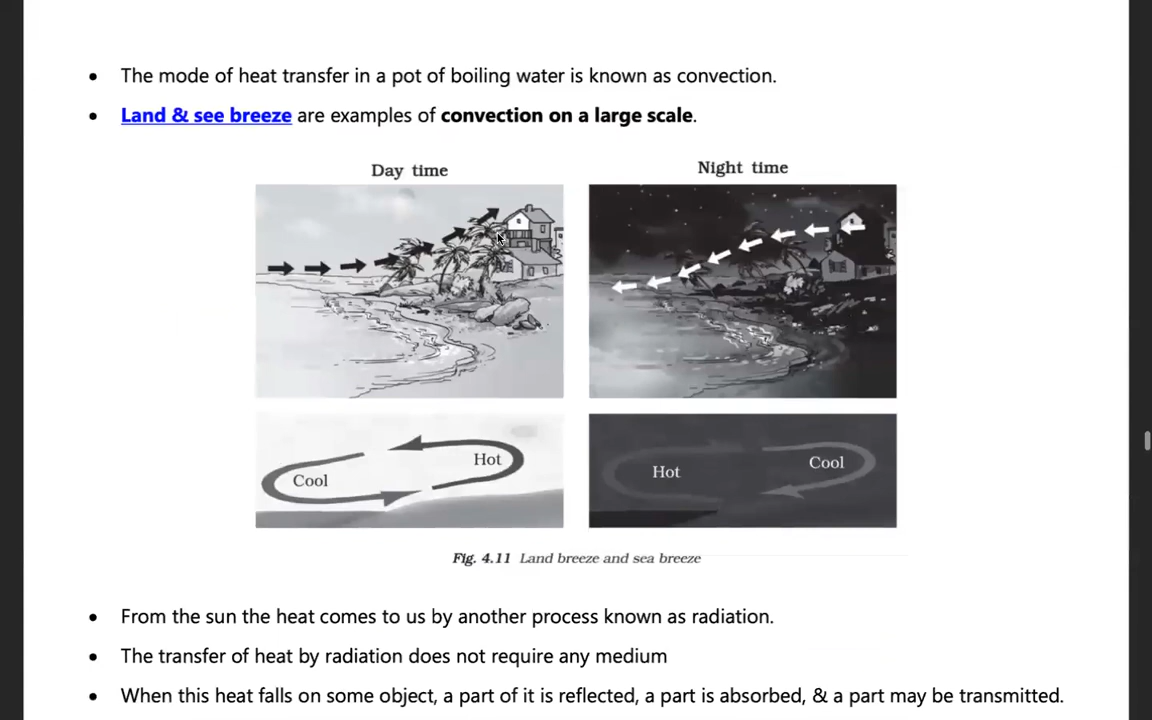 • The mode of heat transfer in a pot of boiling water is known as convection.
• Land & see breeze are examples of convection on a large scale.
Day time
Night time
Hot
Cool
Cool
Hot
Fig. 4.11 Land breeze and sea breeze
• From the sun the heat comes to us by another process known as radiation.
• The transfer of heat by radiation does not require any medium
• When this heat falls on some object, a part of it is reflected, a part is absorbed, & a part may be transmitted.